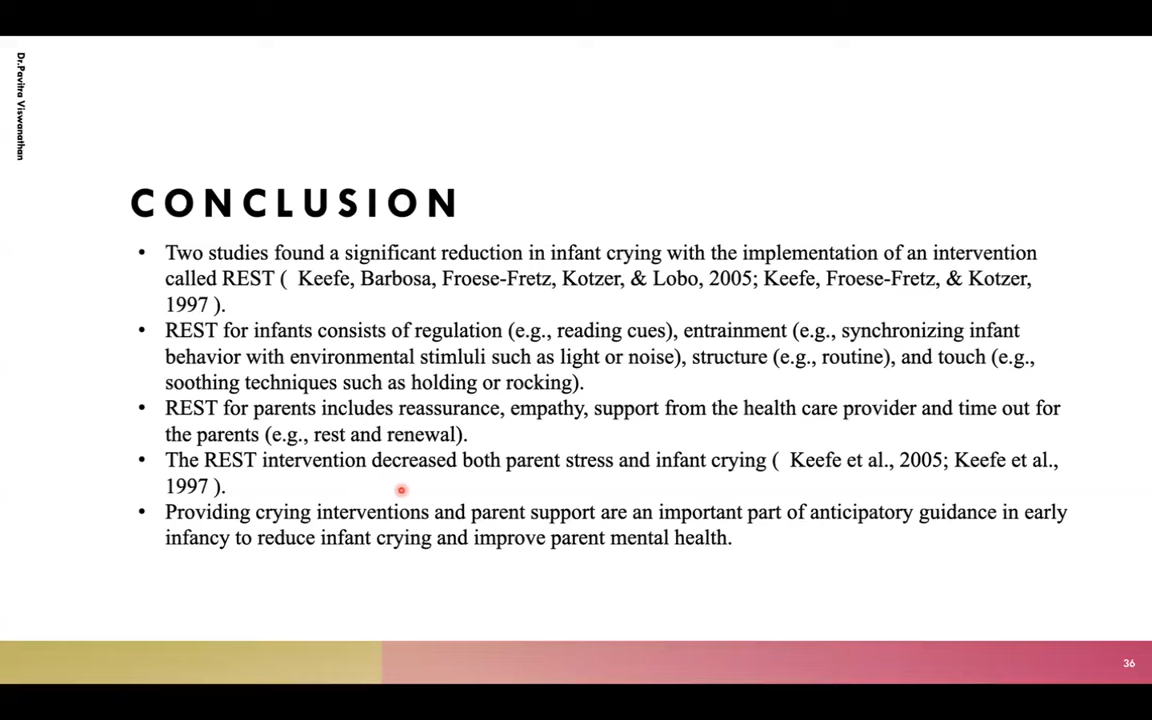 Dr.Pavitra Viswanathan
CONCLUSION
• Two studies found a significant reduction in infant crying with the implementation of an intervention
called REST ( Keefe, Barbosa, Froese-Fretz, Kotzer, & Lobo, 2005; Keefe, Froese-Fretz, & Kotzer,
1997 ).
• REST for infants consists of regulation (e.g., reading cues), entrainment (e.g., synchronizing infant
behavior with environmental stimluli such as light or noise), structure (e.g., routine), and touch (e.g.,
soothing techniques such as holding or rocking).
• REST for parents includes reassurance, empathy, support from the health care provider and time out for
the parents (e.g., rest and renewal).
• The REST intervention decreased both parent stress and infant crying ( Keefe et al., 2005; Keefe et al.,
1997 ).
• Providing crying interventions and parent support are an important part of anticipatory guidance in early
infancy to reduce infant crying and improve parent mental health.
36